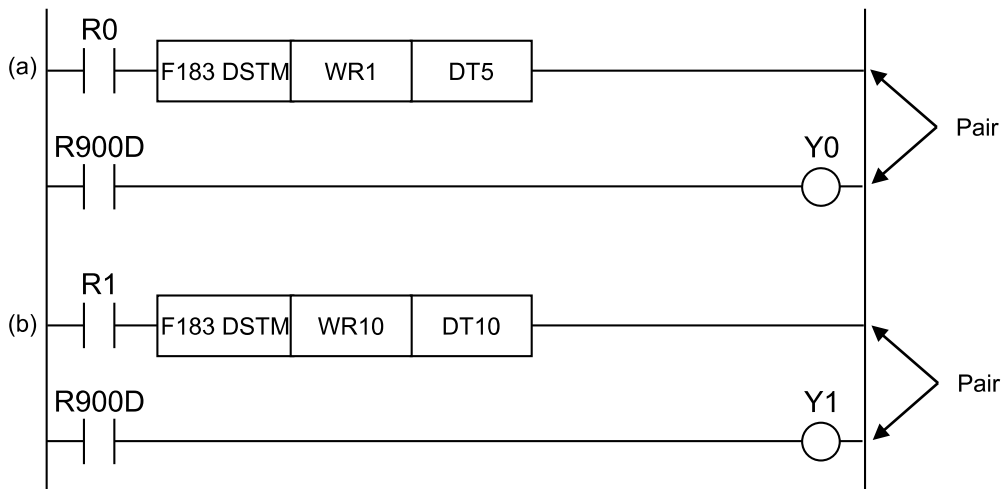 R0
(a) F183 DSTM WR1 DT5
Pair
R900D Y0
R1
(b) F183 DSTM WR10 DT10
Pair
R900D Y1